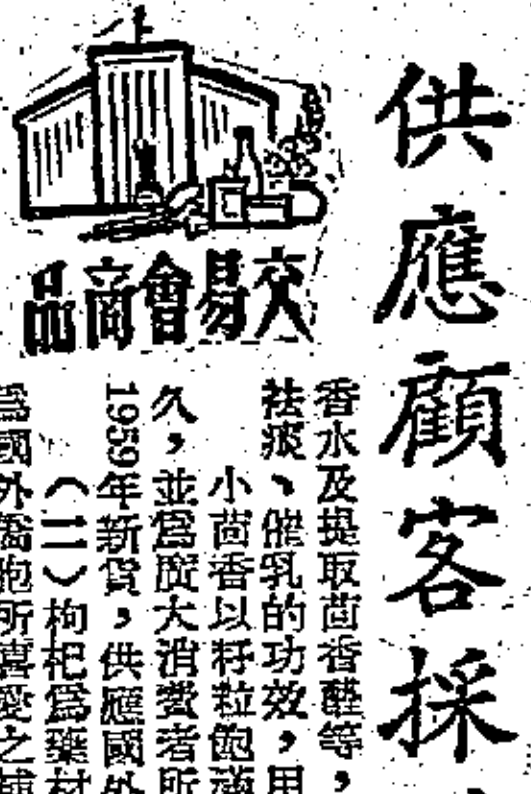 供應顧客採
交易會商品
香水及提取茴香醛等，
祛痰、催乳的功效，用
小茴香以籽粒飽滿
久，並爲廣大消費者所
1959年新貨，供應國外
（二）枸杞爲藥材
爲國外僑胞所喜愛之補